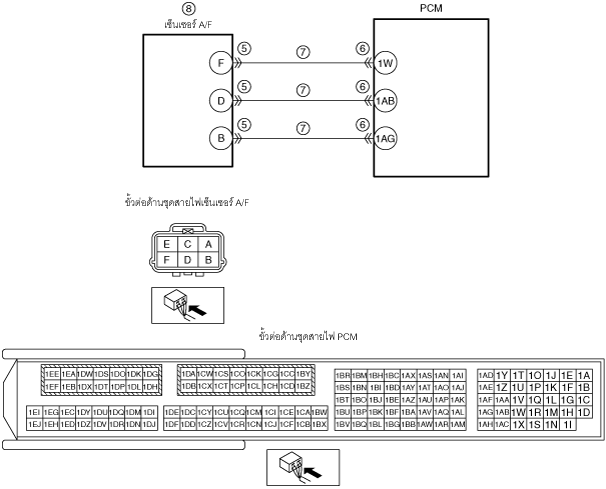 ⑧ PCM
เซ็นเซอร์ A/F
F ⑤ ⑦ ⑥ 1W
D ⑤ ⑦ ⑥ 1AB
B ⑤ ⑦ ⑥ 1AG
ขั้วต่อด้านชุดสายไฟเซ็นเซอร์ A/F
E C A
F D B
ขั้วต่อด้านชุดสายไฟ PCM
1EE 1EA 1DW 1DS 1DO 1DK 1DG 1DA 1CW 1CS 1CO 1CK 1CG 1CC 1BY 1BR 1BM 1BH 1BC 1AX 1AS 1AN 1AI 1AD 1Y 1T 1O 1J 1E 1A
1EF 1EB 1DX 1DT 1DP 1DL 1DH 1DB 1CX 1CT 1CP 1CL 1CH 1CD 1BZ 1BS 1BN 1BI 1BD 1AY 1AT 1AO 1AJ 1AE 1Z 1U 1P 1K 1F 1B
1BT 1BO 1BJ 1BE 1AZ 1AU 1AP 1AK 1AF 1AA 1V 1Q 1L 1G 1C
1EI 1EG 1EC 1DY 1DU 1DQ 1DM 1DI 1DE 1DC 1CY 1CU 1CQ 1CM 1CI 1CE 1CA 1BW 1BU 1BP 1BK 1BF 1BA 1AV 1AQ 1AL 1AG 1AB 1W 1R 1M 1H 1D
1EJ 1EH 1ED 1DZ 1DV 1DR 1DN 1DJ 1DF 1DD 1CZ 1CV 1CR 1CN 1CJ 1CF 1CB 1BX 1BV 1BQ 1BL 1BG 1BB 1AW 1AR 1AM 1AH 1AC 1X 1S 1N 1I